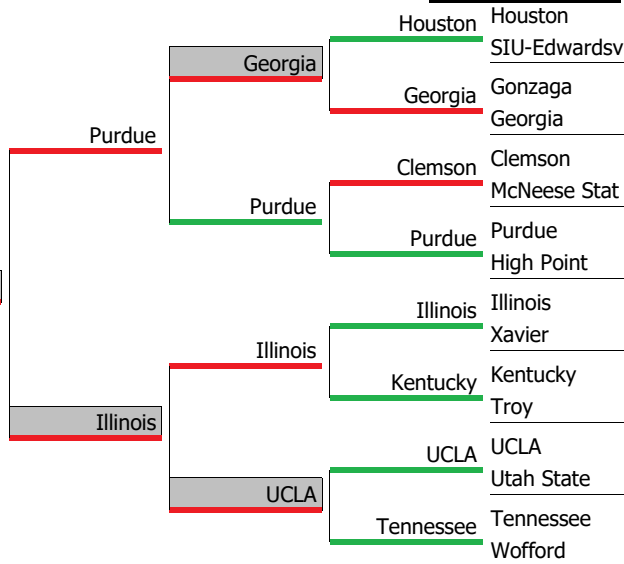 Houston
SIU-Edwardsv
Gonzaga
Georgia
Clemson
McNeese Stat
Purdue
High Point
Illinois
Xavier
Kentucky
Troy
UCLA
Utah State
Tennessee
Wofford
Houston
Georgia
Clemson
Purdue
Illinois
Kentucky
UCLA
Tennessee
Georgia
Purdue
Illinois
UCLA
Purdue
Illinois